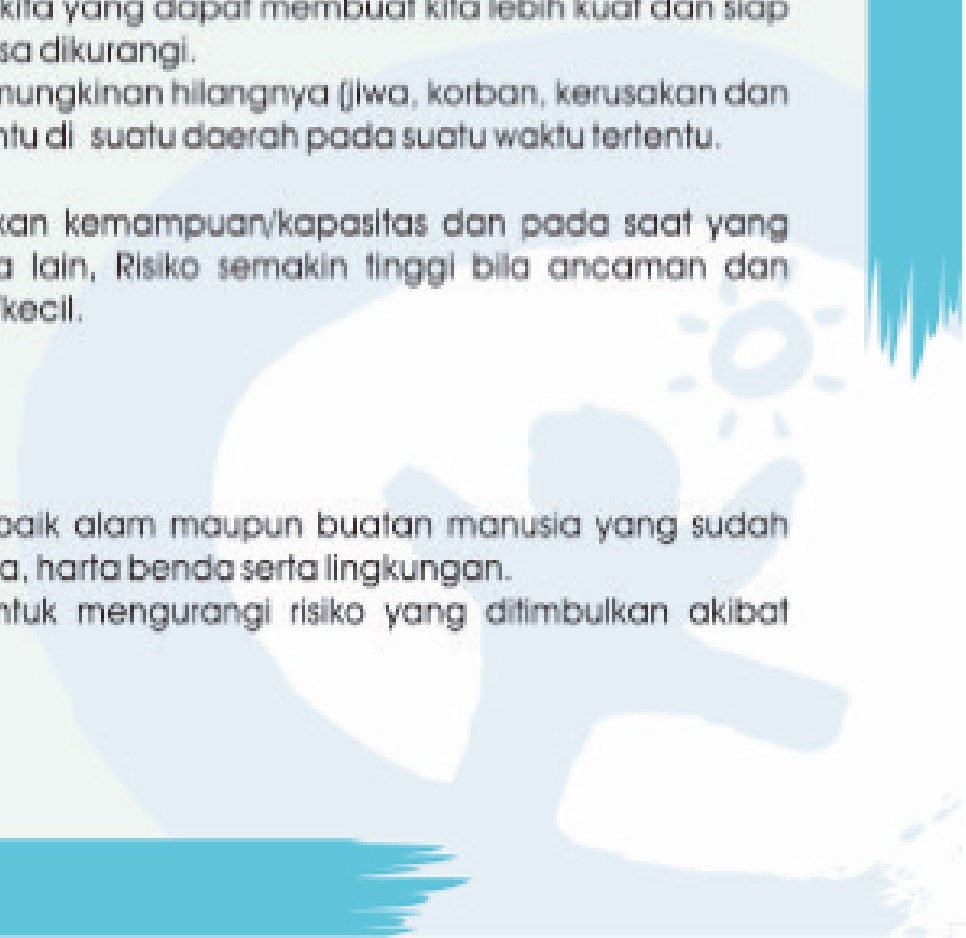 kita yang dapat membuat kita lebih kuat dan siap
sa dikurangi.
mungkinan hilangnya (jiwa, korban, kerusakan dan
ntu di suatu daerah pada suatu waktu tertentu.
kan kemampuan/kapasitas dan pada saat yang
a lain, Risiko semakin tinggi bila ancaman dan
/kecil.
baik alam maupun buatan manusia yang sudah
a, harta benda serta lingkungan.
ntuk mengurangi risiko yang ditimbulkan akibat